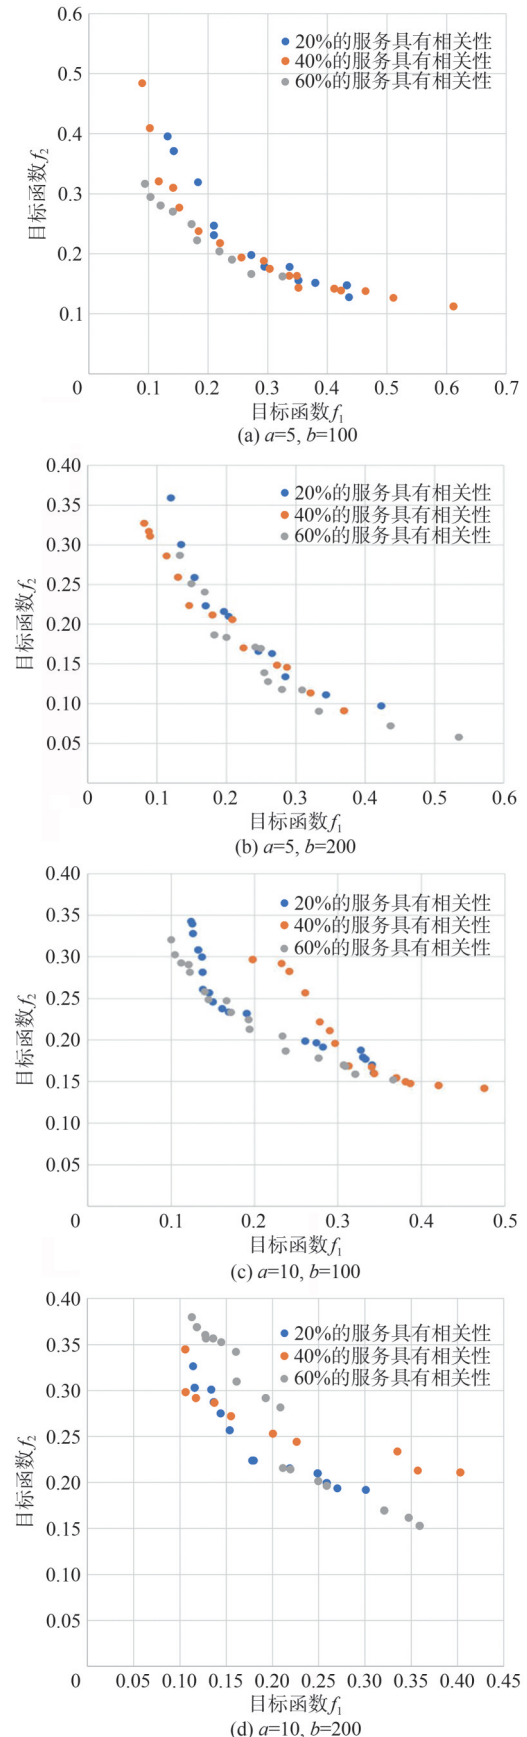 0.6
20%的服务具有相关性
40%的服务具有相关性
60%的服务具有相关性
0.5
0.4
0.3
0.2
0.1
目标函数f2
0 0.1 0.2 0.3 0.4 0.5 0.6 0.7
目标函数f1
(a) a=5, b=100
0.40
20%的服务具有相关性
40%的服务具有相关性
60%的服务具有相关性
0.35
0.30
0.25
0.20
0.15
0.10
0.05
目标函数f2
0 0.1 0.2 0.3 0.4 0.5 0.6
目标函数f1
(b) a=5, b=200
0.40
20%的服务具有相关性
40%的服务具有相关性
60%的服务具有相关性
0.35
0.30
0.25
0.20
0.15
0.10
0.05
目标函数f2
0 0.1 0.2 0.3 0.4 0.5
目标函数f1
(c) a=10, b=100
0.40
20%的服务具有相关性
40%的服务具有相关性
60%的服务具有相关性
0.35
0.30
0.25
0.20
0.15
0.10
0.05
目标函数f2
0 0.05 0.10 0.15 0.20 0.25 0.30 0.35 0.40 0.45
目标函数f1
(d) a=10, b=200